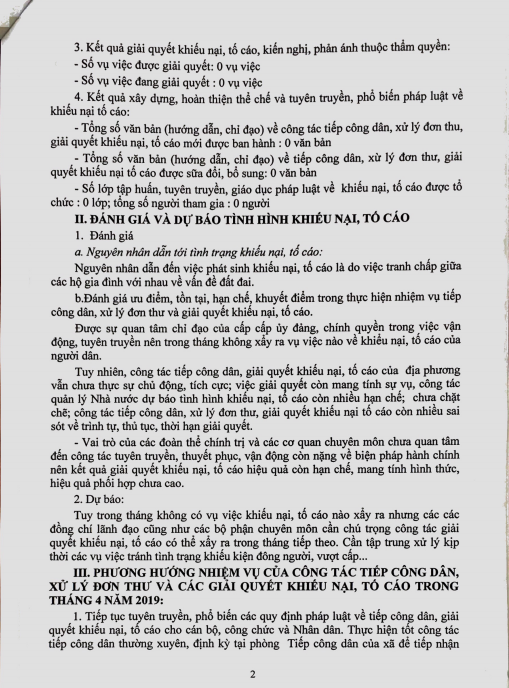 3. Kết quả giải quyết khiếu nại, tố cáo, kiến nghị, phản ánh thuộc thẩm quyền:
- Số vụ việc được giải quyết: 0 vụ việc
- Số vụ việc đang giải quyết : 0 vụ việc
4. Kết quả xây dựng, hoàn thiện thể chế và tuyên truyền, phổ biến pháp luật về
khiếu nại tố cáo:
- Tổng số văn bản (hướng dẫn, chỉ đạo) về công tác tiếp công dân, xử lý đơn thu,
giải quyết khiếu nại, tố cáo mới được ban hành : 0 văn bản
- Tổng số văn bản (hướng dẫn, chỉ đạo) về tiếp công dân, xử lý đơn thư, giải
quyết khiếu nại tố cáo được sữa đổi, bổ sung: 0 văn bản
- Số lớp tập huấn, tuyên truyền, giáo dục pháp luật về khiếu nại, tố cáo được tổ
chức : 0 lớp; tổng số người tham gia : 0 người
II. ĐÁNH GIÁ VÀ DỰ BÁO TÌNH HÌNH KHIẾU NẠI, TỐ CÁO
1. Đánh giá
a. Nguyên nhân dẫn tới tình trạng khiếu nại, tố cáo:
Nguyên nhân dẫn đến việc phát sinh khiếu nại, tố cáo là do việc tranh chấp giữa
các hộ gia đình với nhau về vấn đề đất đai.
b.Đánh giá ưu điểm, tồn tại, hạn chế, khuyết điểm trong thực hiện nhiệm vụ tiếp
công dân, xử lý đơn thư và giải quyết khiếu nại, tố cáo.
Được sự quan tâm chỉ đạo của cấp cấp ủy đảng, chính quyền trong việc vận
động, tuyên truyền nên trong tháng không xẩy ra vụ việc nào về khiếu nại, tố cáo của
người dân.
Tuy nhiên, công tác tiếp công dân, giải quyết khiếu nại, tố cáo của địa phương
vẫn chưa thực sự chủ động, tích cực; việc giải quyết còn mang tính sự vụ, công tác
quản lý Nhà nước dự báo tình hình khiếu nại, tố cáo còn nhiều hạn chế; chưa chặt
chẽ; công tác tiếp công dân, xử lý đơn thư, giải quyết khiếu nại tố cáo còn nhiều sai
sót về trình tự, thủ tục, thời hạn giải quyết.
- Vai trò của các đoàn thể chính trị và các cơ quan chuyên môn chưa quan tâm
đến công tác tuyên truyền, thuyết phục, vận động còn nặng về biện pháp hành chính
nên kết quả giải quyết khiếu nại, tố cáo hiệu quả còn hạn chế, mang tính hình thức,
hiệu quả phối hợp chưa cao.
2. Dự báo:
Tuy trong tháng không có vụ việc khiếu nại, tố cáo nào xẩy ra nhưng các các
đồng chí lãnh đạo cũng như các bộ phận chuyên môn cần chú trọng công tác giải
quyết khiếu nại, tố cáo có thể xẩy ra trong tháng tiếp theo. Cần tập trung xử lý kịp
thời các vụ việc tránh tình trạng khiếu kiện đông người, vượt cấp...
III. PHƯƠNG HƯỚNG NHIỆM VỤ CỦA CÔNG TÁC TIẾP CÔNG DÂN,
XỬ LÝ ĐƠN THƯ VÀ CÁC GIẢI QUYẾT KHIẾU NẠI, TỐ CÁO TRONG
THÁNG 4 NĂM 2019:
1. Tiếp tục tuyên truyền, phổ biến các quy định pháp luật về tiếp công dân, giải
quyết khiếu nại, tố cáo cho cán bộ, công chức và Nhân dân. Thực hiện tốt công tác
tiếp công dân thường xuyên, định kỳ tại phòng Tiếp công dân của xã để tiếp nhận
2